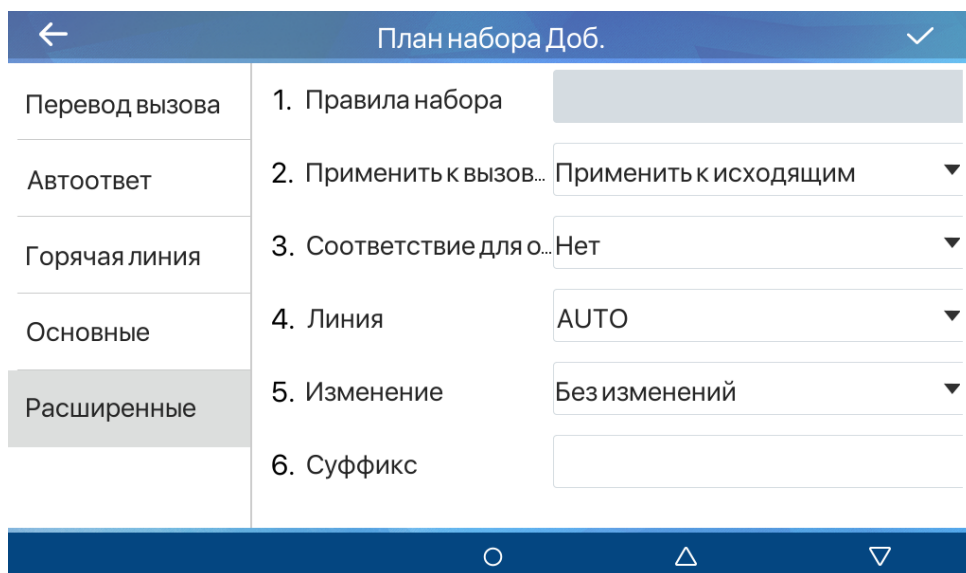 План набора Доб.
Перевод вызова
Автоответ
Горячая линия
Основные
Расширенные
1. Правила набора
2. Применить к вызов... Применить к исходящим
3. Соответствие для о... Нет
4. Линия AUTO
5. Изменение Без изменений
6. Суффикс